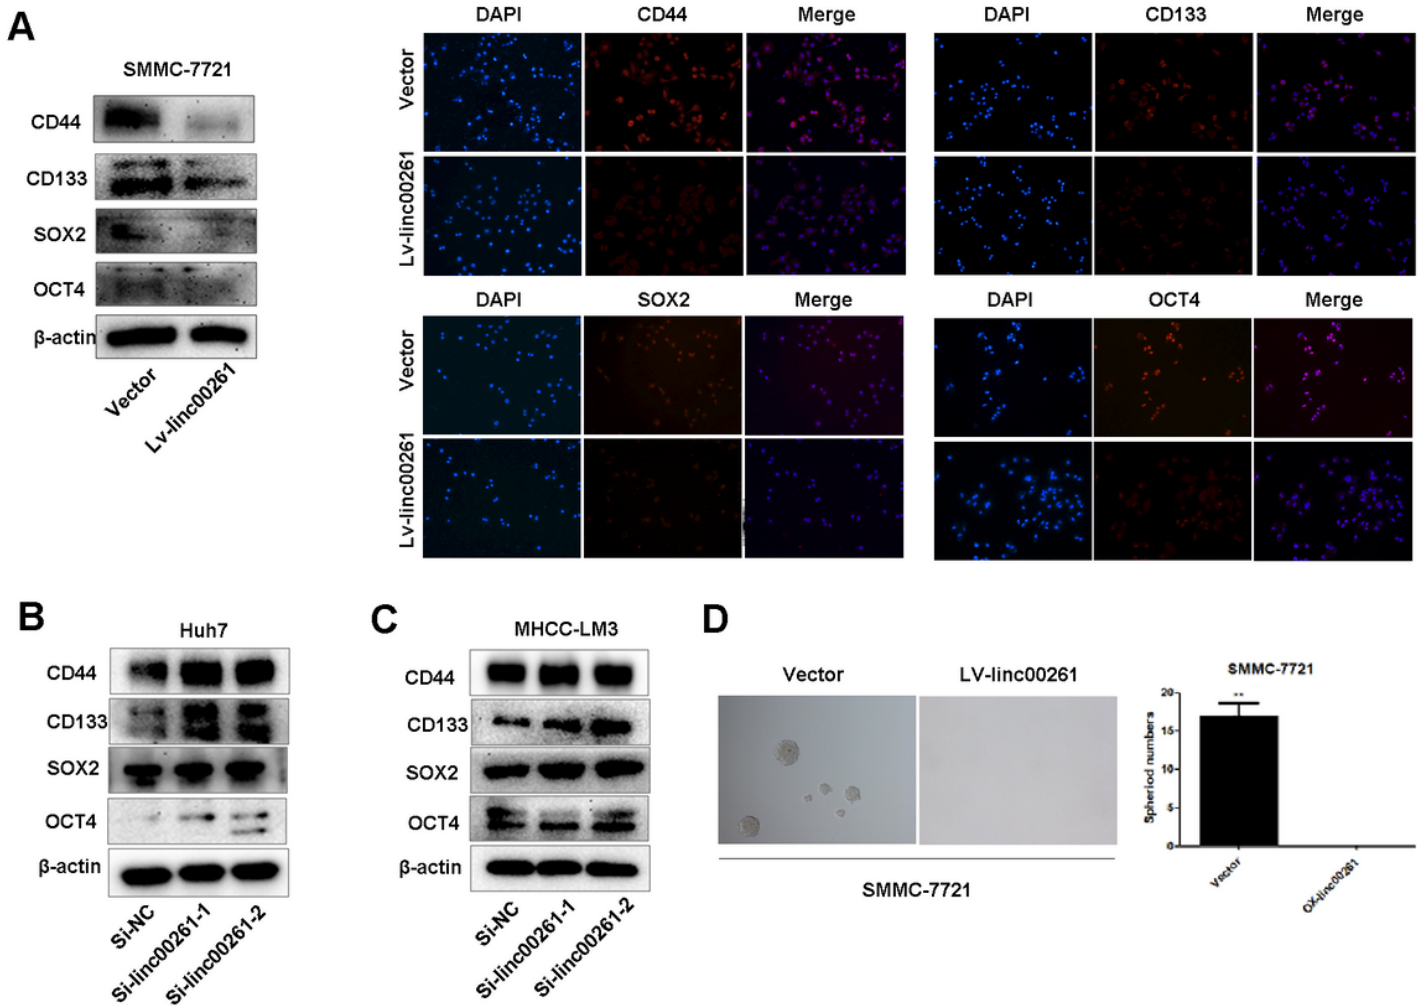 A
SMMC-7721
CD44
CD133
SOX2
OCT4
β-actin
Vector
Lv-linc00261
DAPI CD44 Merge
DAPI CD133 Merge
Vector
Lv-linc00261
DAPI SOX2 Merge
DAPI OCT4 Merge
Vector
Lv-linc00261
B
Huh7
CD44
CD133
SOX2
OCT4
β-actin
Si-NC
Si-linc00261-1
Si-linc00261-2
C
MHCC-LM3
CD44
CD133
SOX2
OCT4
β-actin
Si-NC
Si-linc00261-1
Si-linc00261-2
D
Vector LV-linc00261
SMMC-7721
SMMC-7721
Spheriod numbers
20
15
10
5
0
**
Vector
OX-linc00261